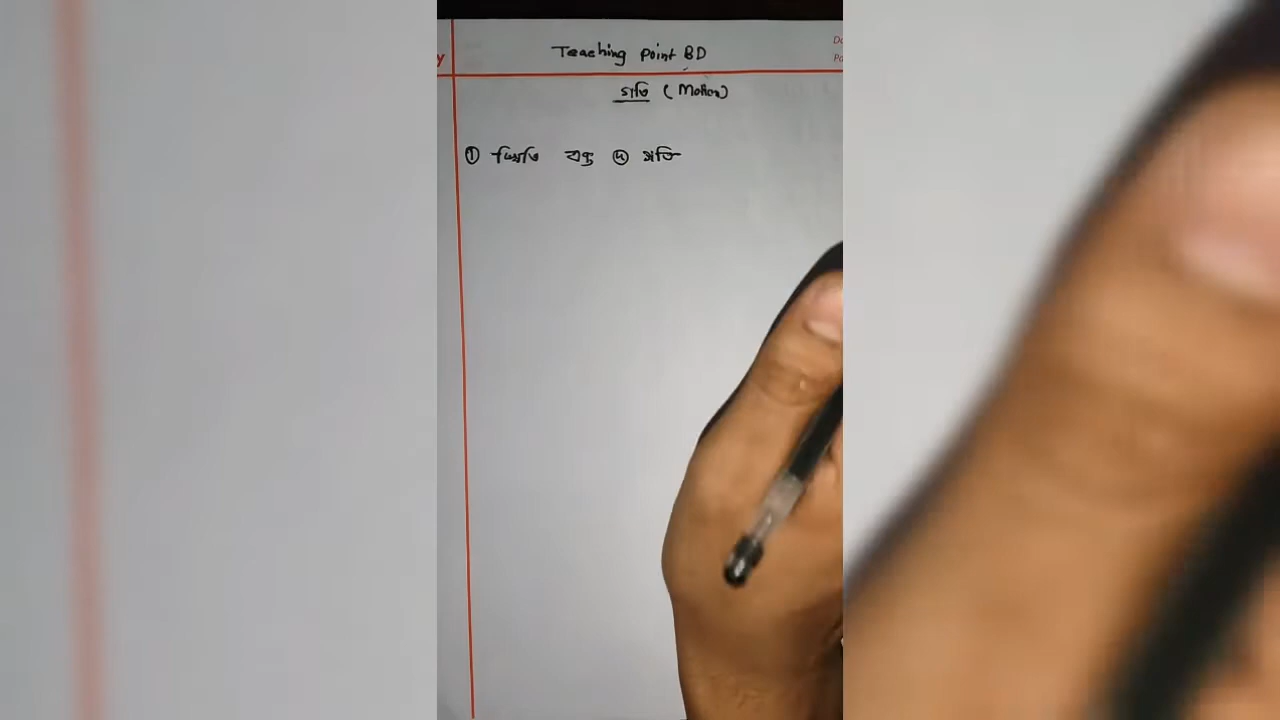 Teaching Point BD
গতি (Motion)
① স্থিতি বস্তু ② গতি